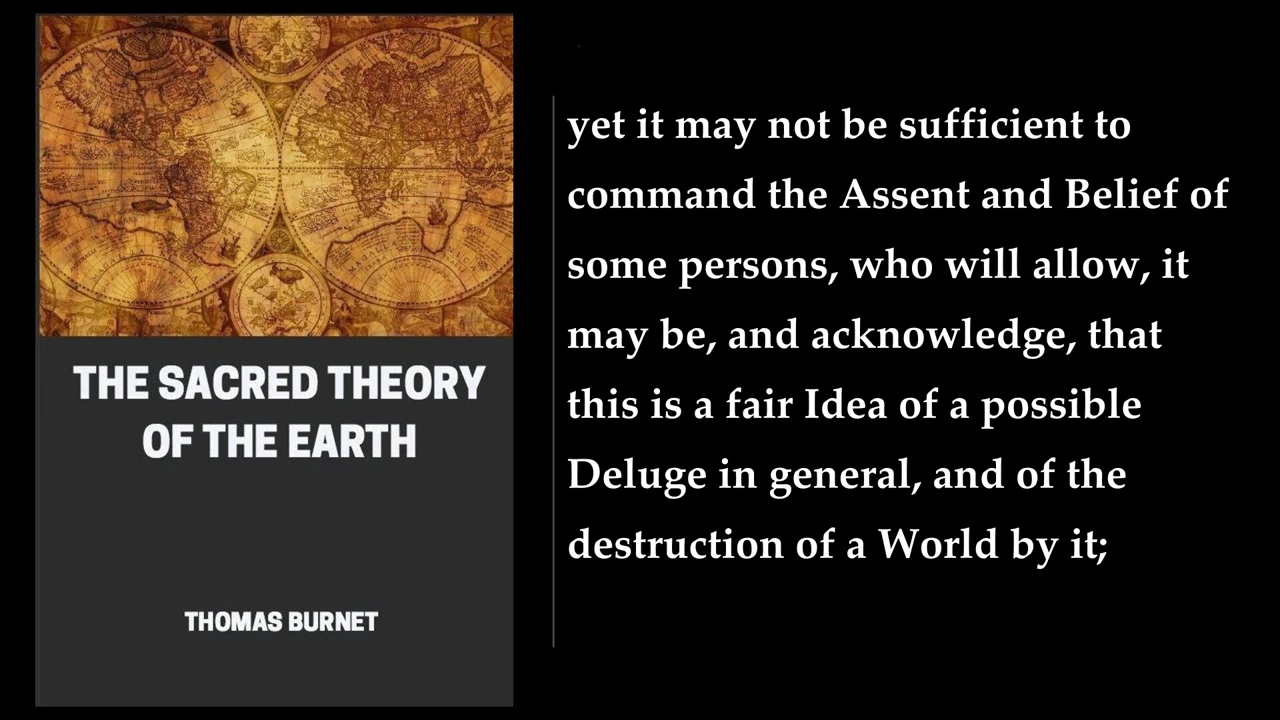 THE SACRED THEORY
OF THE EARTH
THOMAS BURNET
yet it may not be sufficient to
command the Assent and Belief of
some persons, who will allow, it
may be, and acknowledge, that
this is a fair Idea of a possible
Deluge in general, and of the
destruction of a World by it;